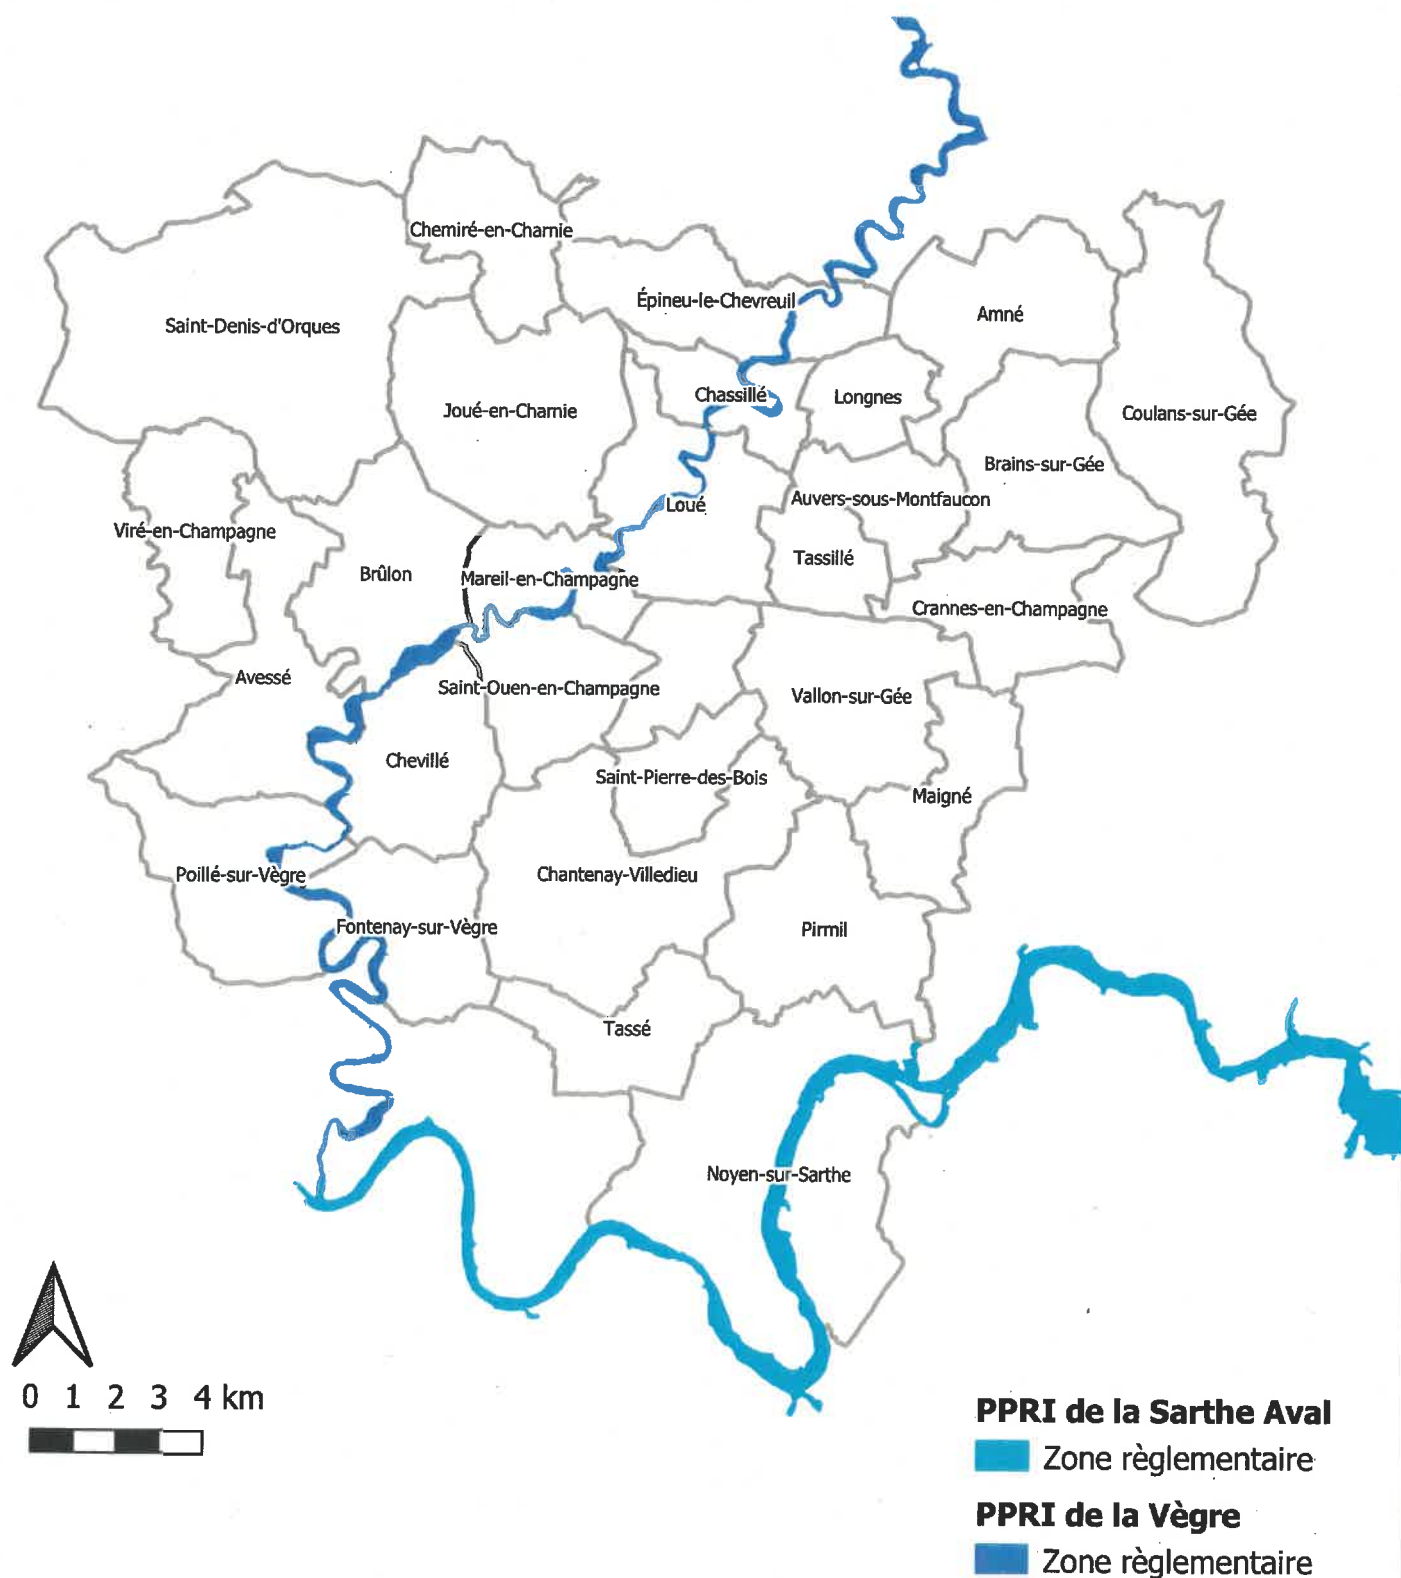 Chemiré-en-Charnie
Épineu-le-Chevreuil
Amné
Saint-Denis-d'Orques
Chassillé
Longnes
Joué-en-Charnie
Coulans-sur-Gée
Brains-sur-Gée
Auvers-sous-Montfaucon
Loué
Viré-en-Champagne
Tassillé
Brûlon
Mareil-en-Champagne
Crannes-en-Champagne
Avessé
Saint-Ouen-en-Champagne
Vallon-sur-Gée
Chevillé
Saint-Pierre-des-Bois
Maigné
Poillé-sur-Vègre
Chantenay-Villedieu
Fontenay-sur-Vègre
Pirmil
Tassé
Noyen-sur-Sarthe
0 1 2 3 4 km
PPRI de la Sarthe Aval
Zone règlementaire
PPRI de la Vègre
Zone règlementaire